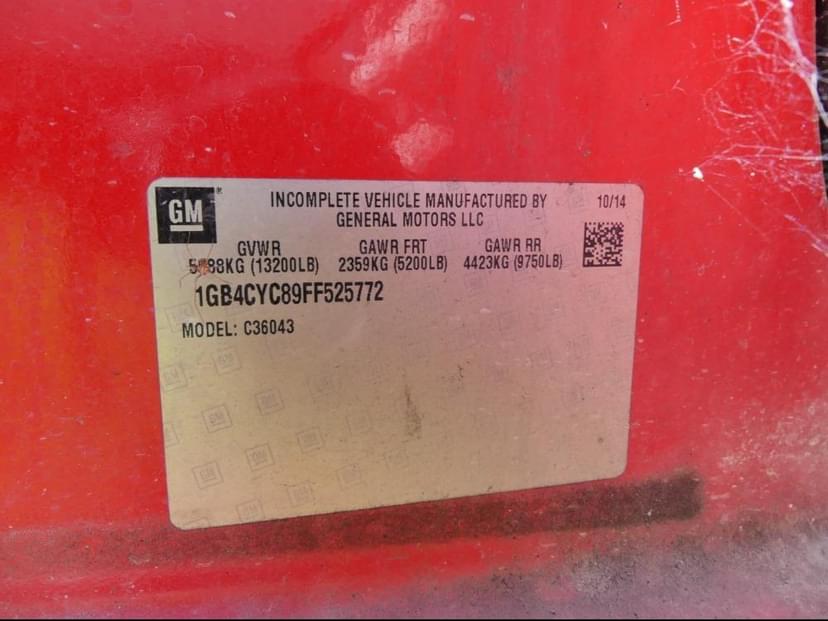 GM
INCOMPLETE VEHICLE MANUFACTURED BY 10/14
GENERAL MOTORS LLC
GVWR GAWR FRT GAWR RR
(13200LB) 2359KG (5200LB) 4423KG (9750LB)
1GB4CYC89FF525772
MODEL: C36043